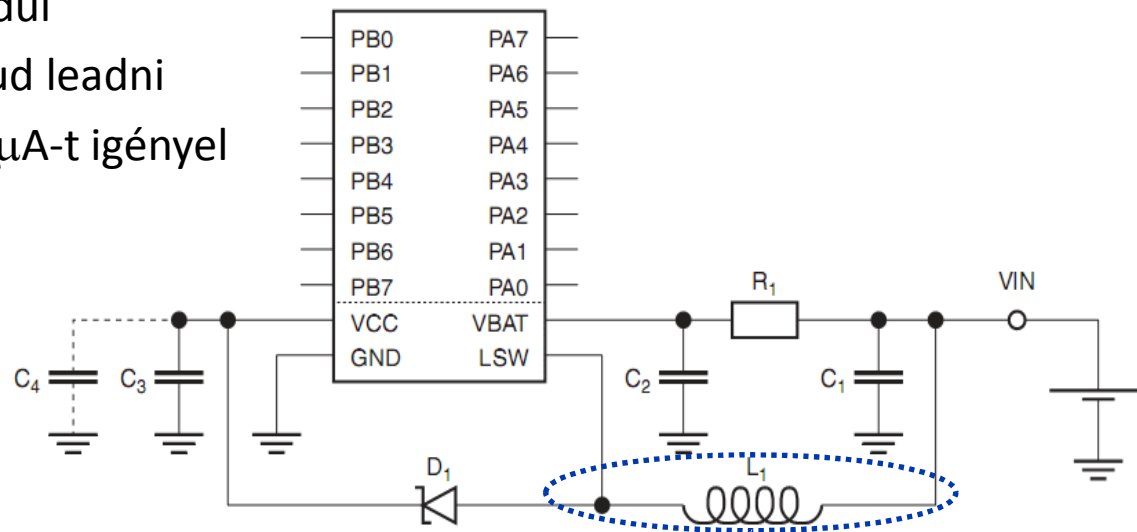 ud leadni
µA-t igényel
PB0 PA7
PB1 PA6
PB2 PA5
PB3 PA4
PB4 PA3
PB5 PA2
PB6 PA1
PB7 PA0
VCC VBAT
GND LSW
R1
VIN
C4
C3
C2
C1
D1
L1